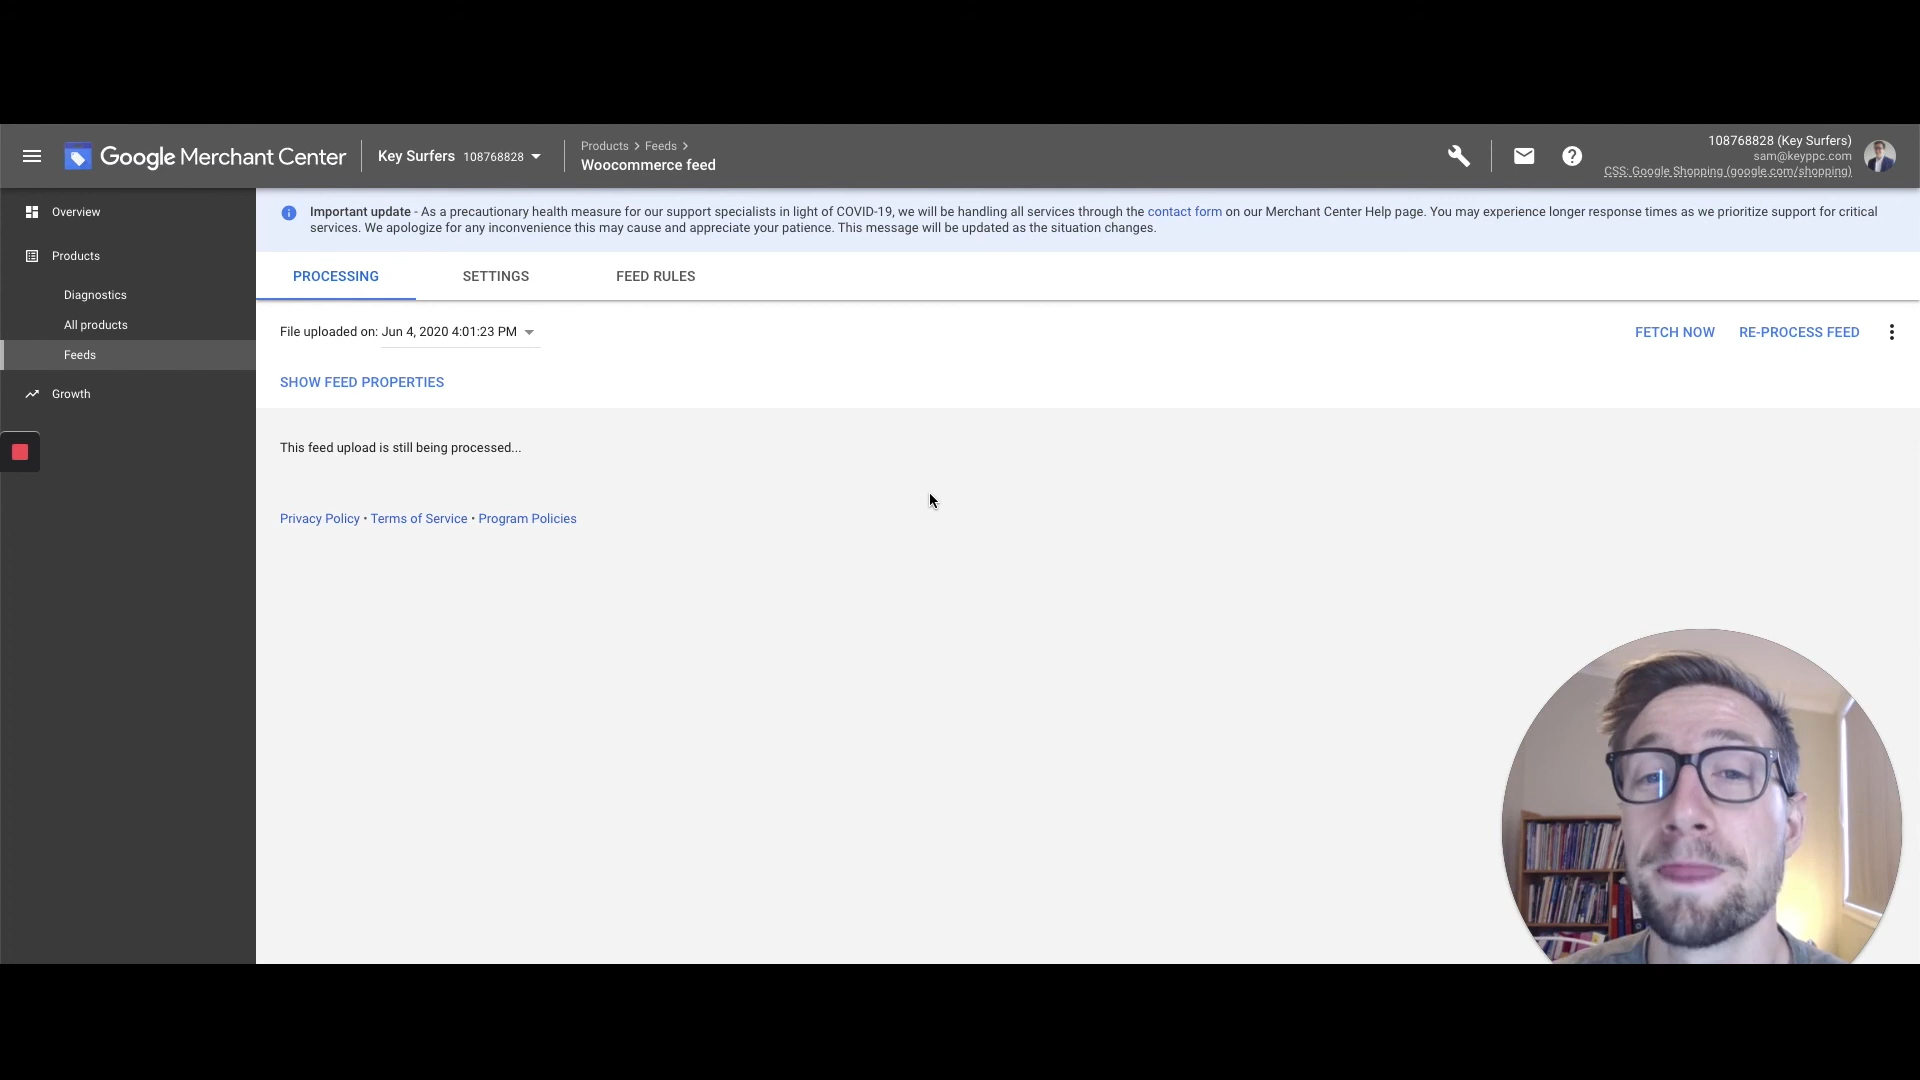 Google Merchant Center
Key Surfers 108768828
Products > Feeds >
Woocommerce feed
108768828 (Key Surfers)
sam@keyppc.com
CSS: Google Shopping (google.com/shopping)
Overview
Products
Diagnostics
All products
Feeds
Growth
Important update - As a precautionary health measure for our support specialists in light of COVID-19, we will be handling all services through the contact form on our Merchant Center Help page. You may experience longer response times as we prioritize support for critical
services. We apologize for any inconvenience this may cause and appreciate your patience. This message will be updated as the situation changes.
PROCESSING SETTINGS FEED RULES
File uploaded on: Jun 4, 2020 4:01:23 PM
FETCH NOW RE-PROCESS FEED
SHOW FEED PROPERTIES
This feed upload is still being processed...
Privacy Policy • Terms of Service • Program Policies